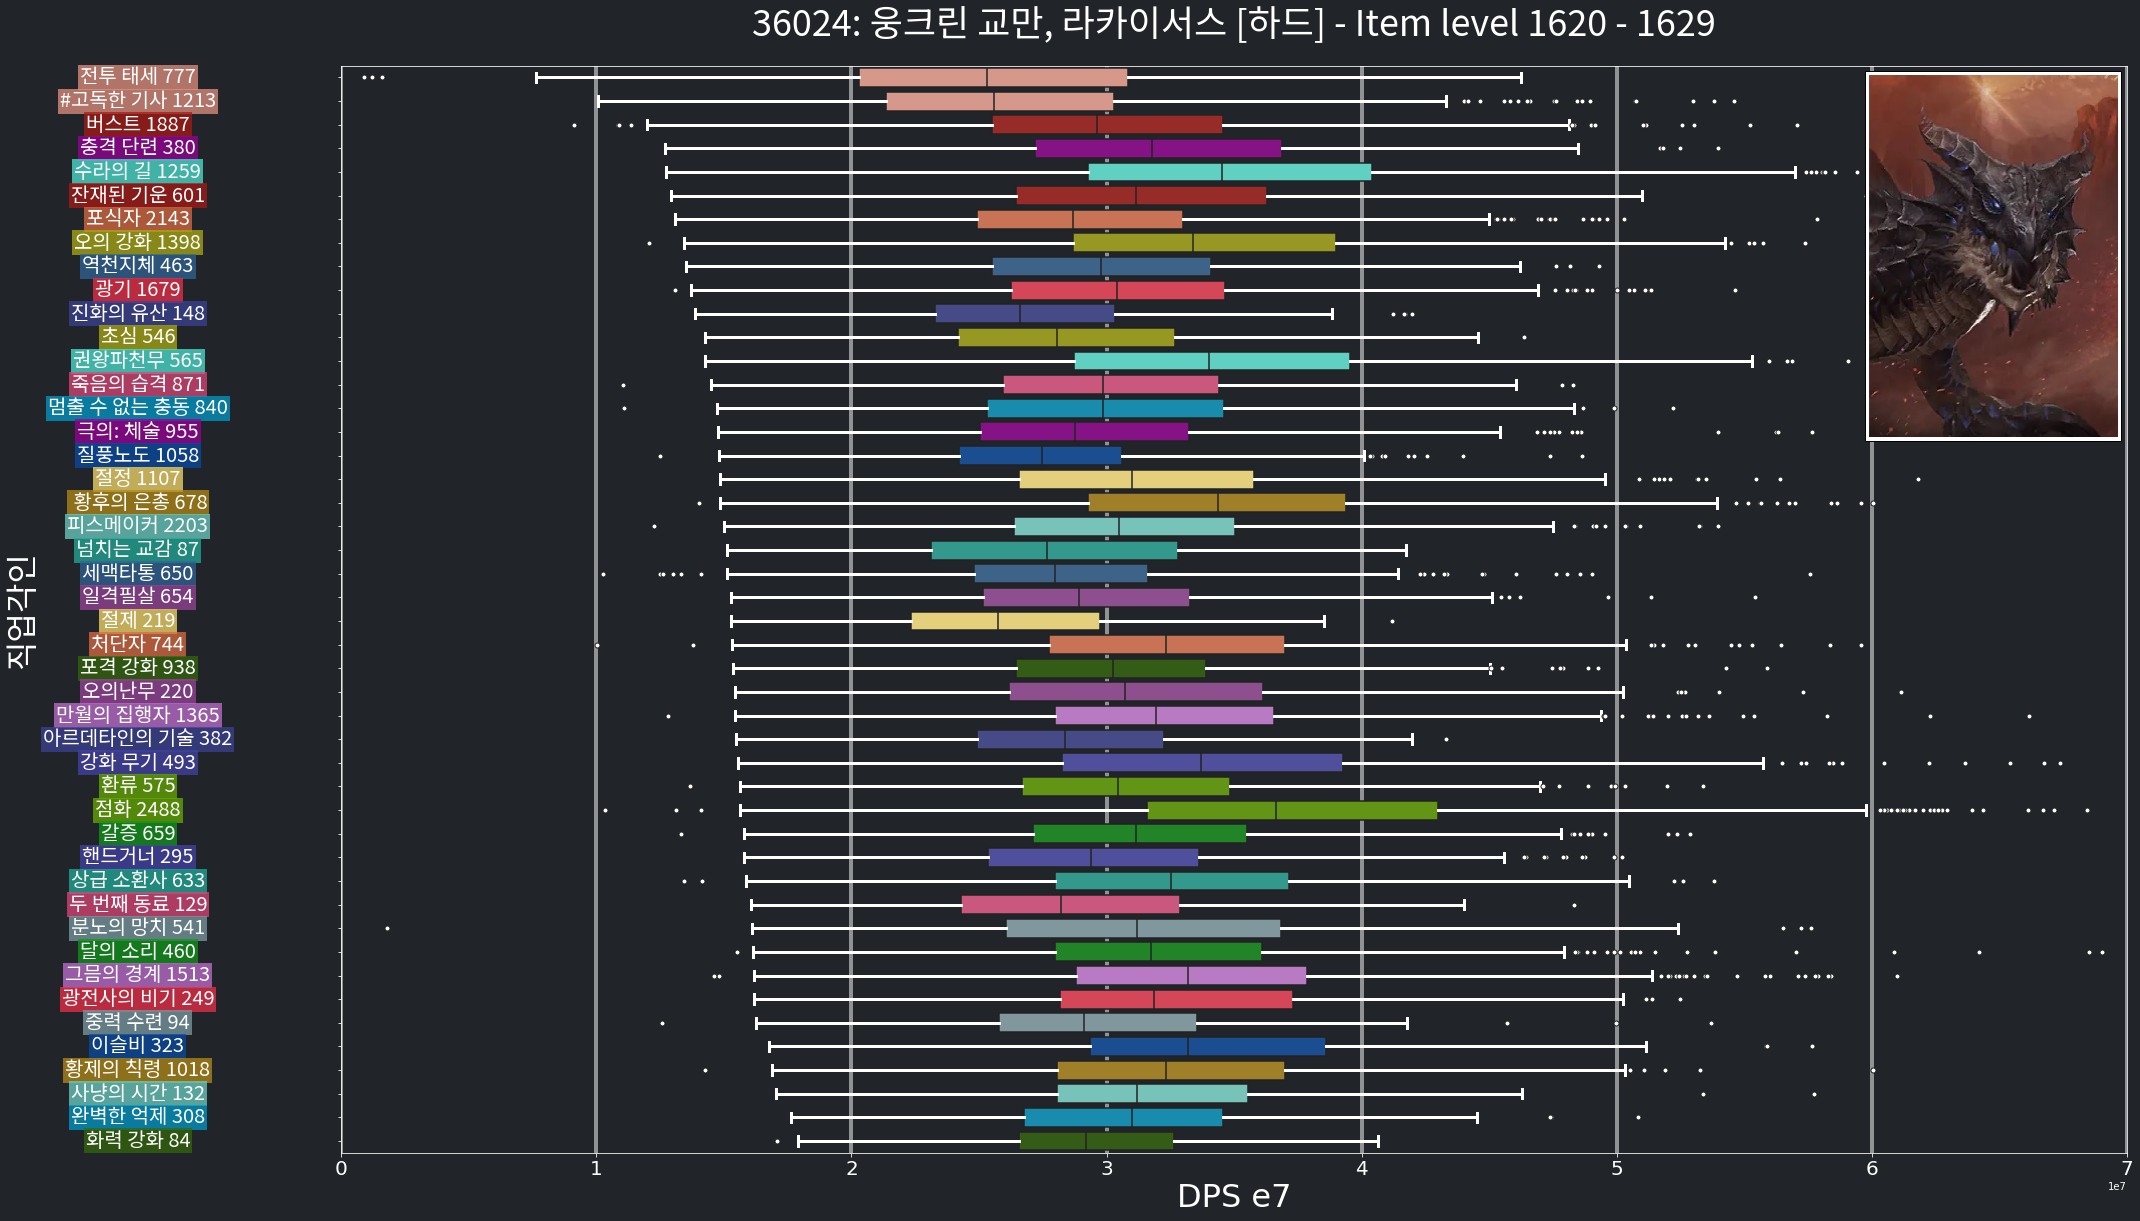 36024: 웅크린 교만, 라카이서스 [하드] - Item level 1620 - 1629
직업각인
전투 태세 777
#고독한 기사 1213
버스트 1887
충격 단련 380
수라의 길 1259
잔재된 기운 601
포식자 2143
오의 강화 1398
역천지체 463
광기 1679
진화의 유산 148
초심 546
권왕파천무 565
죽음의 습격 871
멈출 수 없는 충동 840
극의: 체술 955
질풍노도 1058
절정 1107
황후의 은총 678
피스메이커 2203
넘치는 교감 87
세맥타통 650
일격필살 654
절제 219
처단자 744
포격 강화 938
오의난무 220
만월의 집행자 1365
아르데타인의 기술 382
강화 무기 493
환류 575
점화 2488
갈증 659
핸드거너 295
상급 소환사 633
두 번째 동료 129
분노의 망치 541
달의 소리 460
그믐의 경계 1513
광전사의 비기 249
중력 수련 94
이슬비 323
황제의 칙령 1018
사냥의 시간 132
완벽한 억제 308
화력 강화 84
0 1 2 3 4 5 6 7
1e7
DPS e7